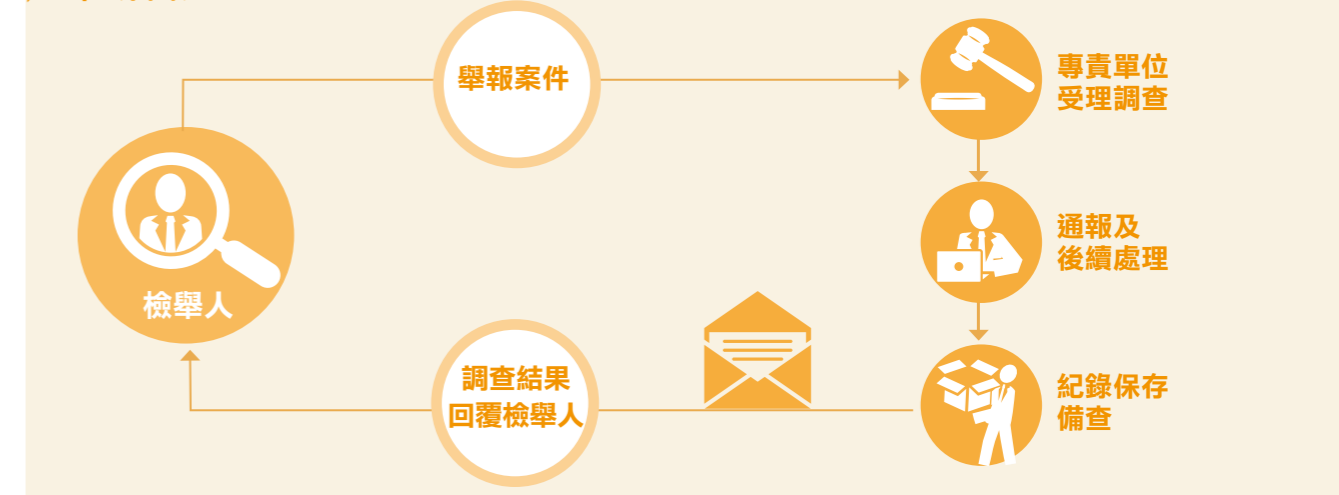 舉報案件
專責單位
受理調查
檢舉人
通報及
後續處理
調查結果
回覆檢舉人
紀錄保存
備查